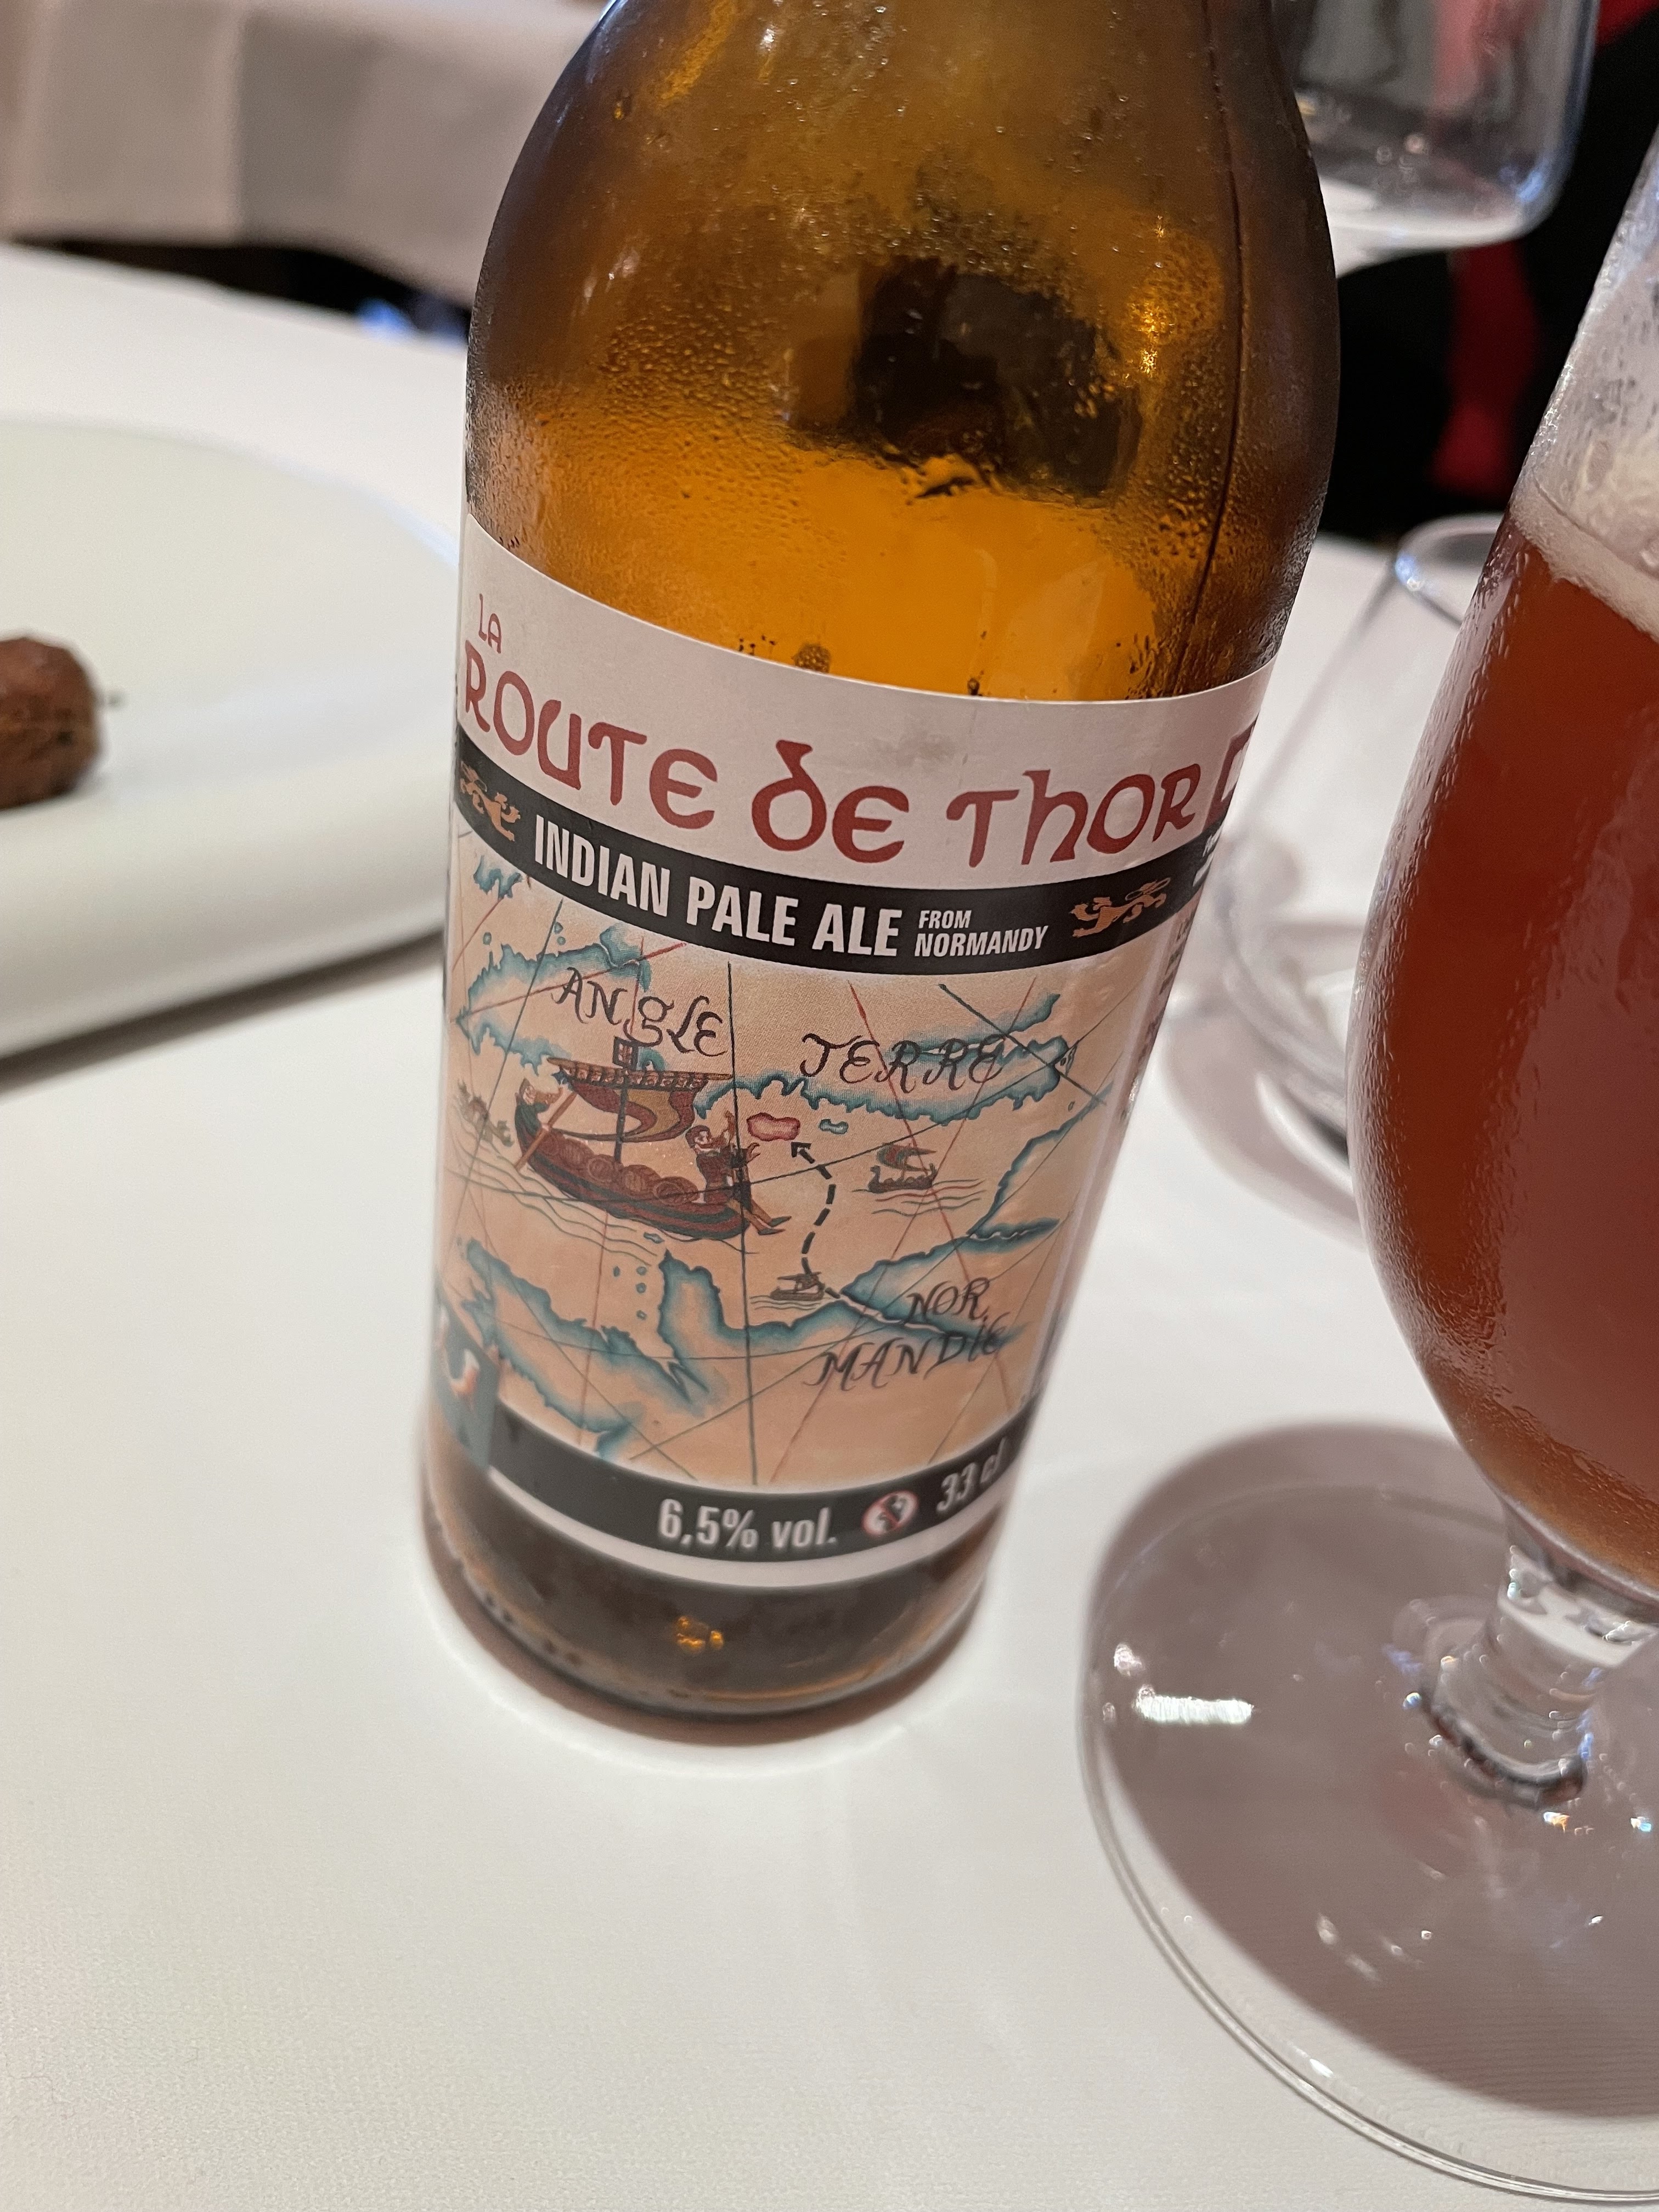 LA
ROUTE DE THOR
INDIAN PALE ALE FROM
NORMANDY
ANGLE TERRE
NOR
MANDIE
6,5% vol. 33 cl